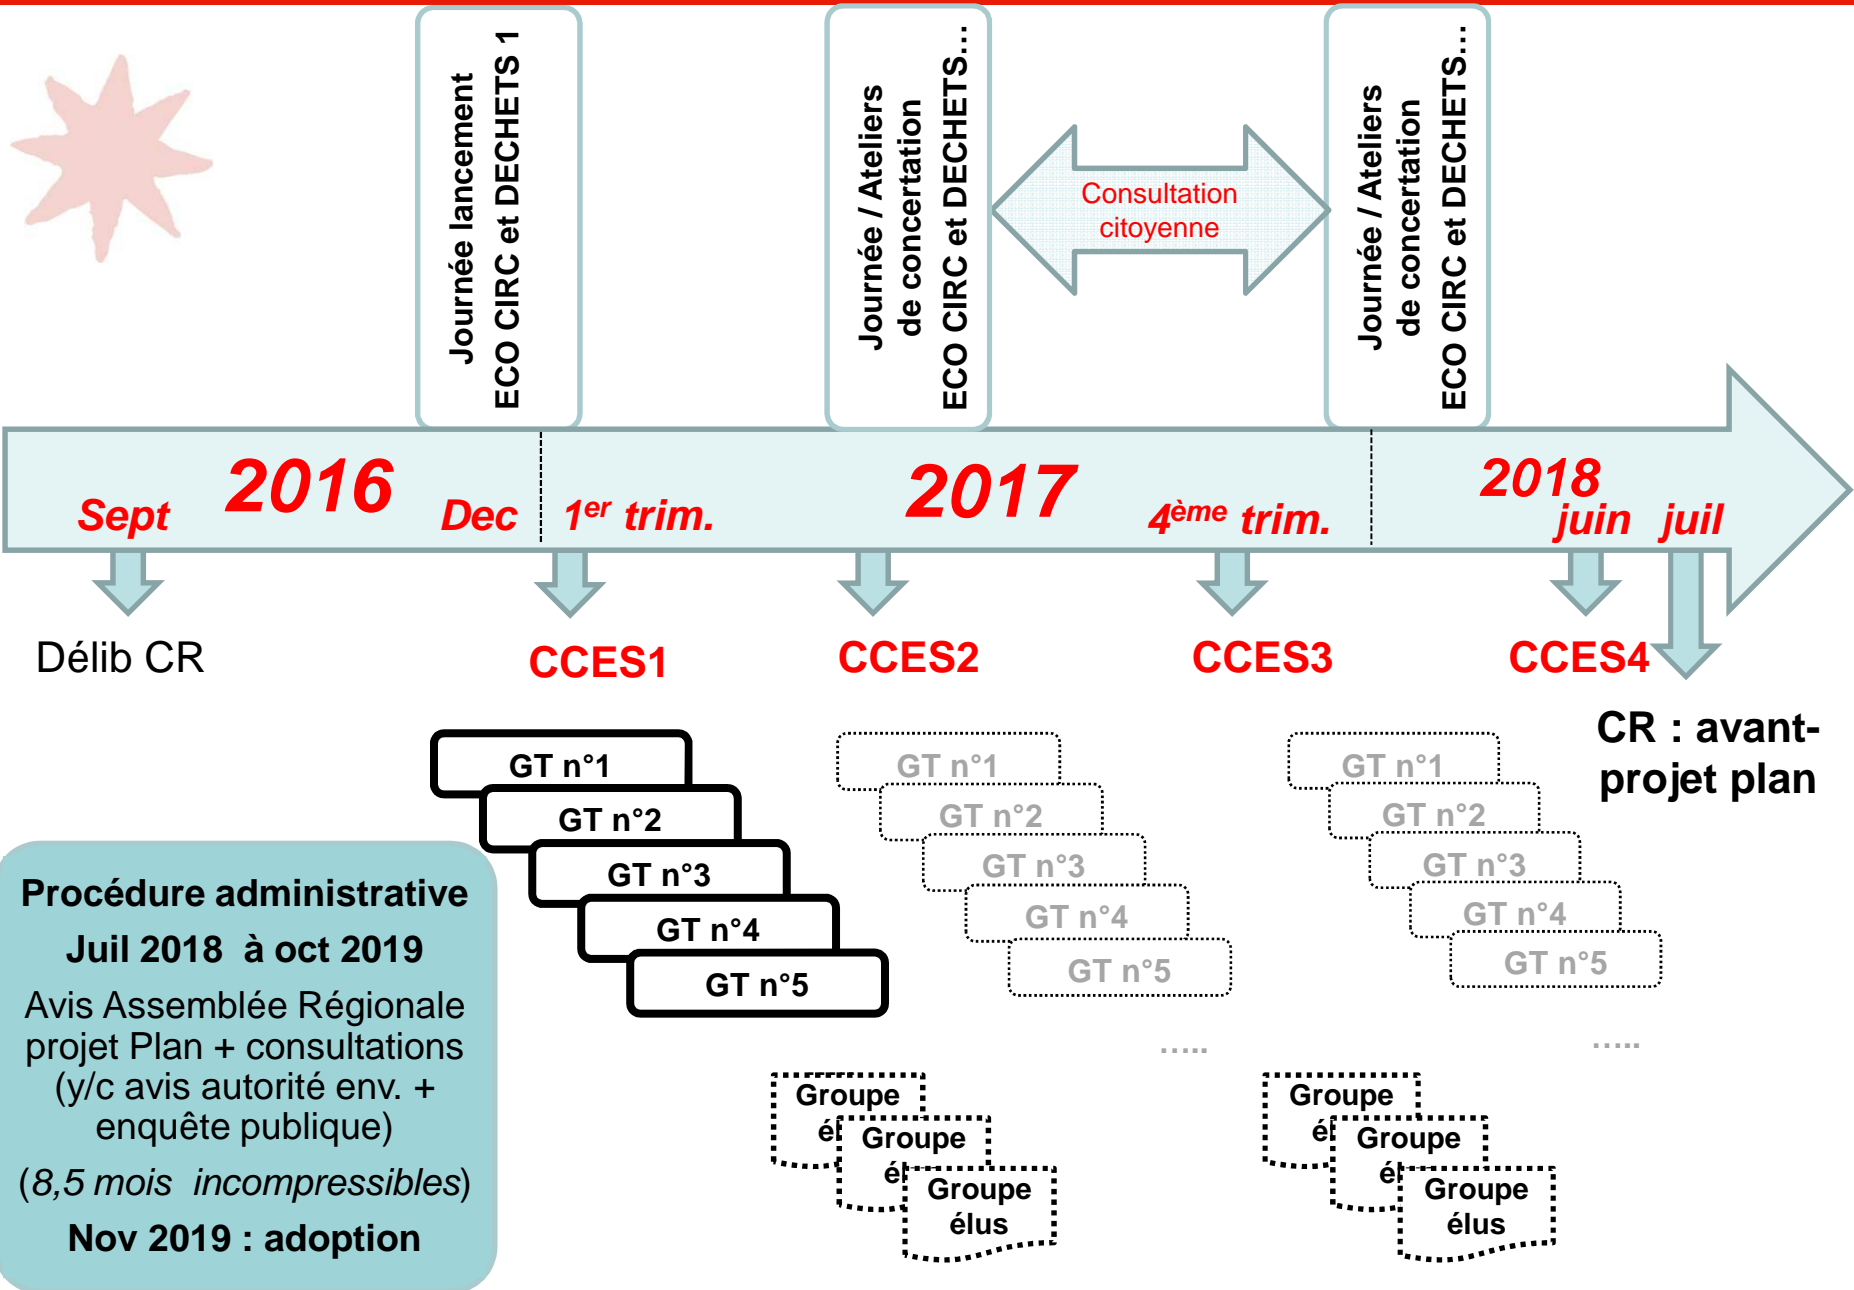 Journée lancement
ECO CIRC et DECHETS 1
Journée / Ateliers
de concertation
ECO CIRC et DECHETS…
Consultation
citoyenne
Journée / Ateliers
de concertation
ECO CIRC et DECHETS…
2016
2017
2018
Sept
Dec
1er trim.
4ème trim.
juin
juil
Délib CR
CCES1
CCES2
CCES3
CCES4
CR : avant-
projet plan
GT n°1
GT n°2
GT n°3
GT n°4
GT n°5
GT n°1
GT n°2
GT n°3
GT n°4
GT n°5
…..
GT n°1
GT n°2
GT n°3
GT n°4
GT n°5
…..
Groupe
él
Groupe
él
Groupe
élus
Groupe
él
Groupe
él
Groupe
élus
Procédure administrative
Juil 2018 à oct 2019
Avis Assemblée Régionale
projet Plan + consultations
(y/c avis autorité env. +
enquête publique)
(8,5 mois incompressibles)
Nov 2019 : adoption